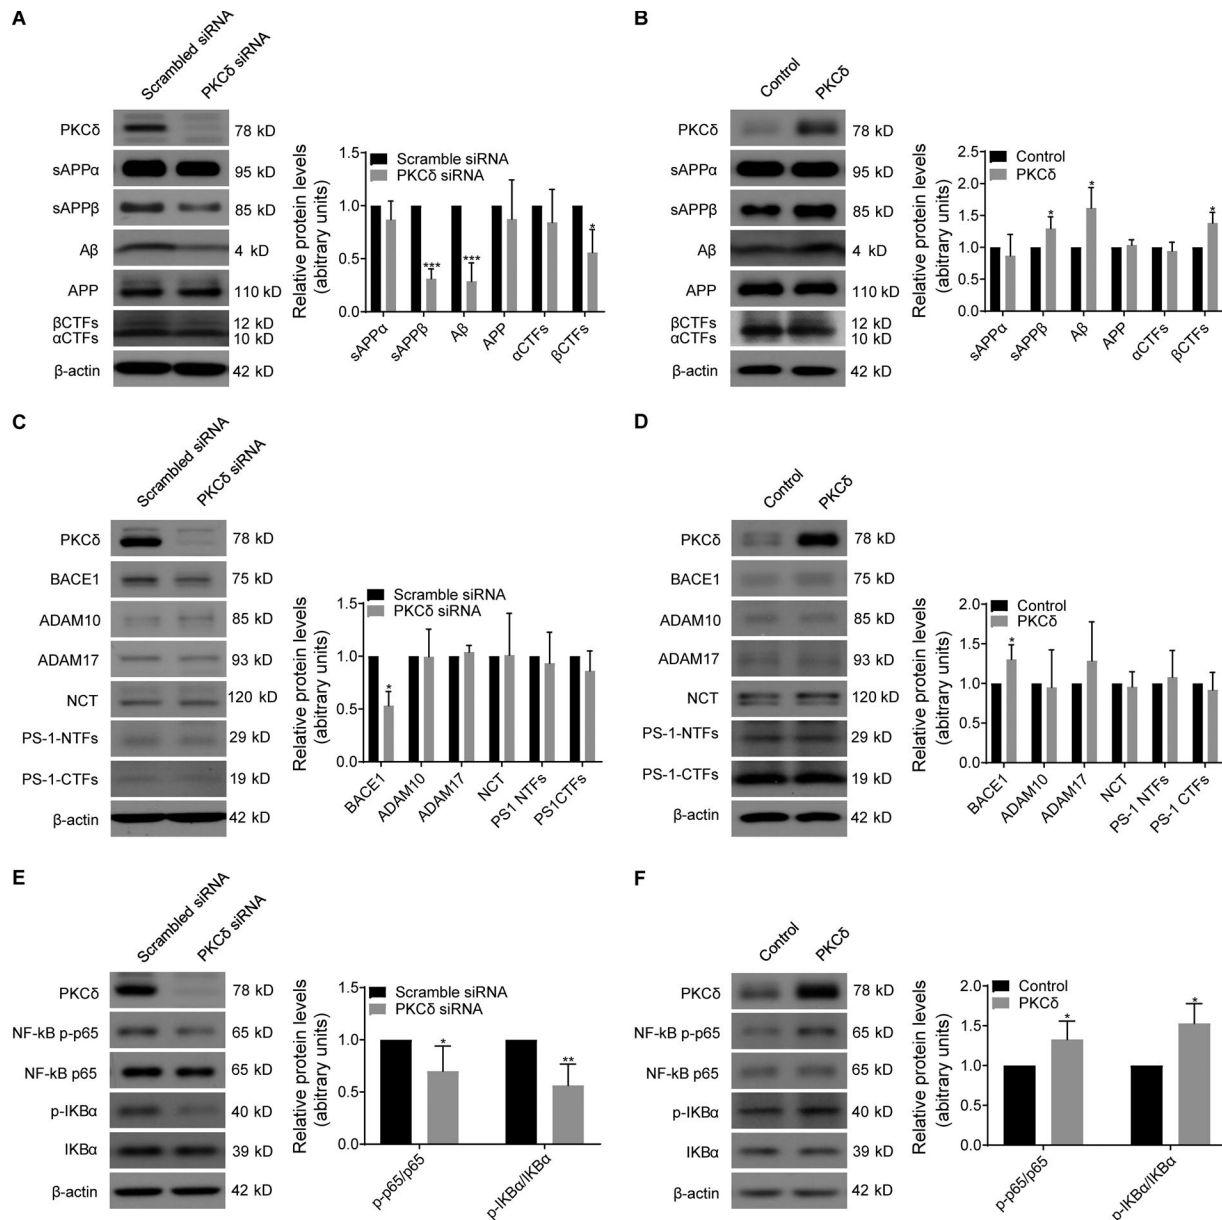 A
Scrambled siRNA
PKCδ siRNA
PKCδ 78 kD
sAPPα 95 kD
sAPPβ 85 kD
Aβ 4 kD
APP 110 kD
βCTFs 12 kD
αCTFs 10 kD
β-actin 42 kD
Relative protein levels
(abitrary units)
Scramble siRNA
PKCδ siRNA
1.5
1.0
0.5
0.0
*** *** *
sAPPα sAPPβ Aβ APP αCTFs βCTFs
B
Control
PKCδ
PKCδ 78 kD
sAPPα 95 kD
sAPPβ 85 kD
Aβ 4 kD
APP 110 kD
βCTFs 12 kD
αCTFs 10 kD
β-actin 42 kD
Relative protein levels
(abitrary units)
Control
PKCδ
2.5
2.0
1.5
1.0
0.5
0.0
* * *
sAPPα sAPPβ Aβ APP αCTFs βCTFs
C
Scrambled siRNA
PKCδ siRNA
PKCδ 78 kD
BACE1 75 kD
ADAM10 85 kD
ADAM17 93 kD
NCT 120 kD
PS-1-NTFs 29 kD
PS-1-CTFs 19 kD
β-actin 42 kD
Relative protein levels
(abitrary units)
Scramble siRNA
PKCδ siRNA
1.5
1.0
0.5
0.0
*
BACE1 ADAM10 ADAM17 NCT PS1 NTFs PS1CTFs
D
Control
PKCδ
PKCδ 78 kD
BACE1 75 kD
ADAM10 85 kD
ADAM17 93 kD
NCT 120 kD
PS-1-NTFs 29 kD
PS-1-CTFs 19 kD
β-actin 42 kD
Relative protein levels
(abitrary units)
Control
PKCδ
2.0
1.5
1.0
0.5
0.0
*
BACE1 ADAM10 ADAM17 NCT PS-1 NTFs PS-1 CTFs
E
Scrambled siRNA
PKCδ siRNA
PKCδ 78 kD
NF-kB p-p65 65 kD
NF-kB p65 65 kD
p-IKBα 40 kD
IKBα 39 kD
β-actin 42 kD
Relative protein levels
(abitrary units)
Scramble siRNA
PKCδ siRNA
1.5
1.0
0.5
0.0
* **
p-p65/p65 p-IKBα/IKBα
F
Control
PKCδ
PKCδ 78 kD
NF-kB p-p65 65 kD
NF-kB p65 65 kD
p-IKBα 40 kD
IKBα 39 kD
β-actin 42 kD
Relative protein levels
(abitrary units)
Control
PKCδ
2.0
1.5
1.0
0.5
0.0
* *
p-p65/p65 p-IKBα/IKBα